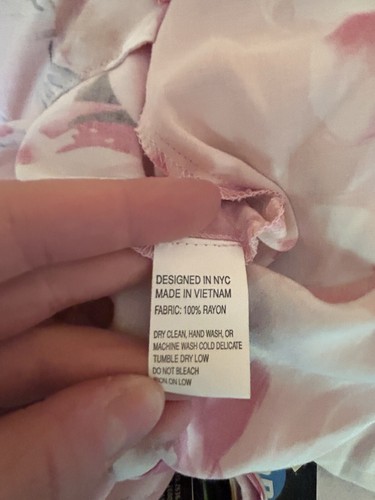 DESIGNED IN NYC
MADE IN VIETNAM
FABRIC: 100% RAYON
DRY CLEAN, HAND WASH, OR
MACHINE WASH COLD DELICATE
TUMBLE DRY LOW
DO NOT BLEACH
IRON ON LOW